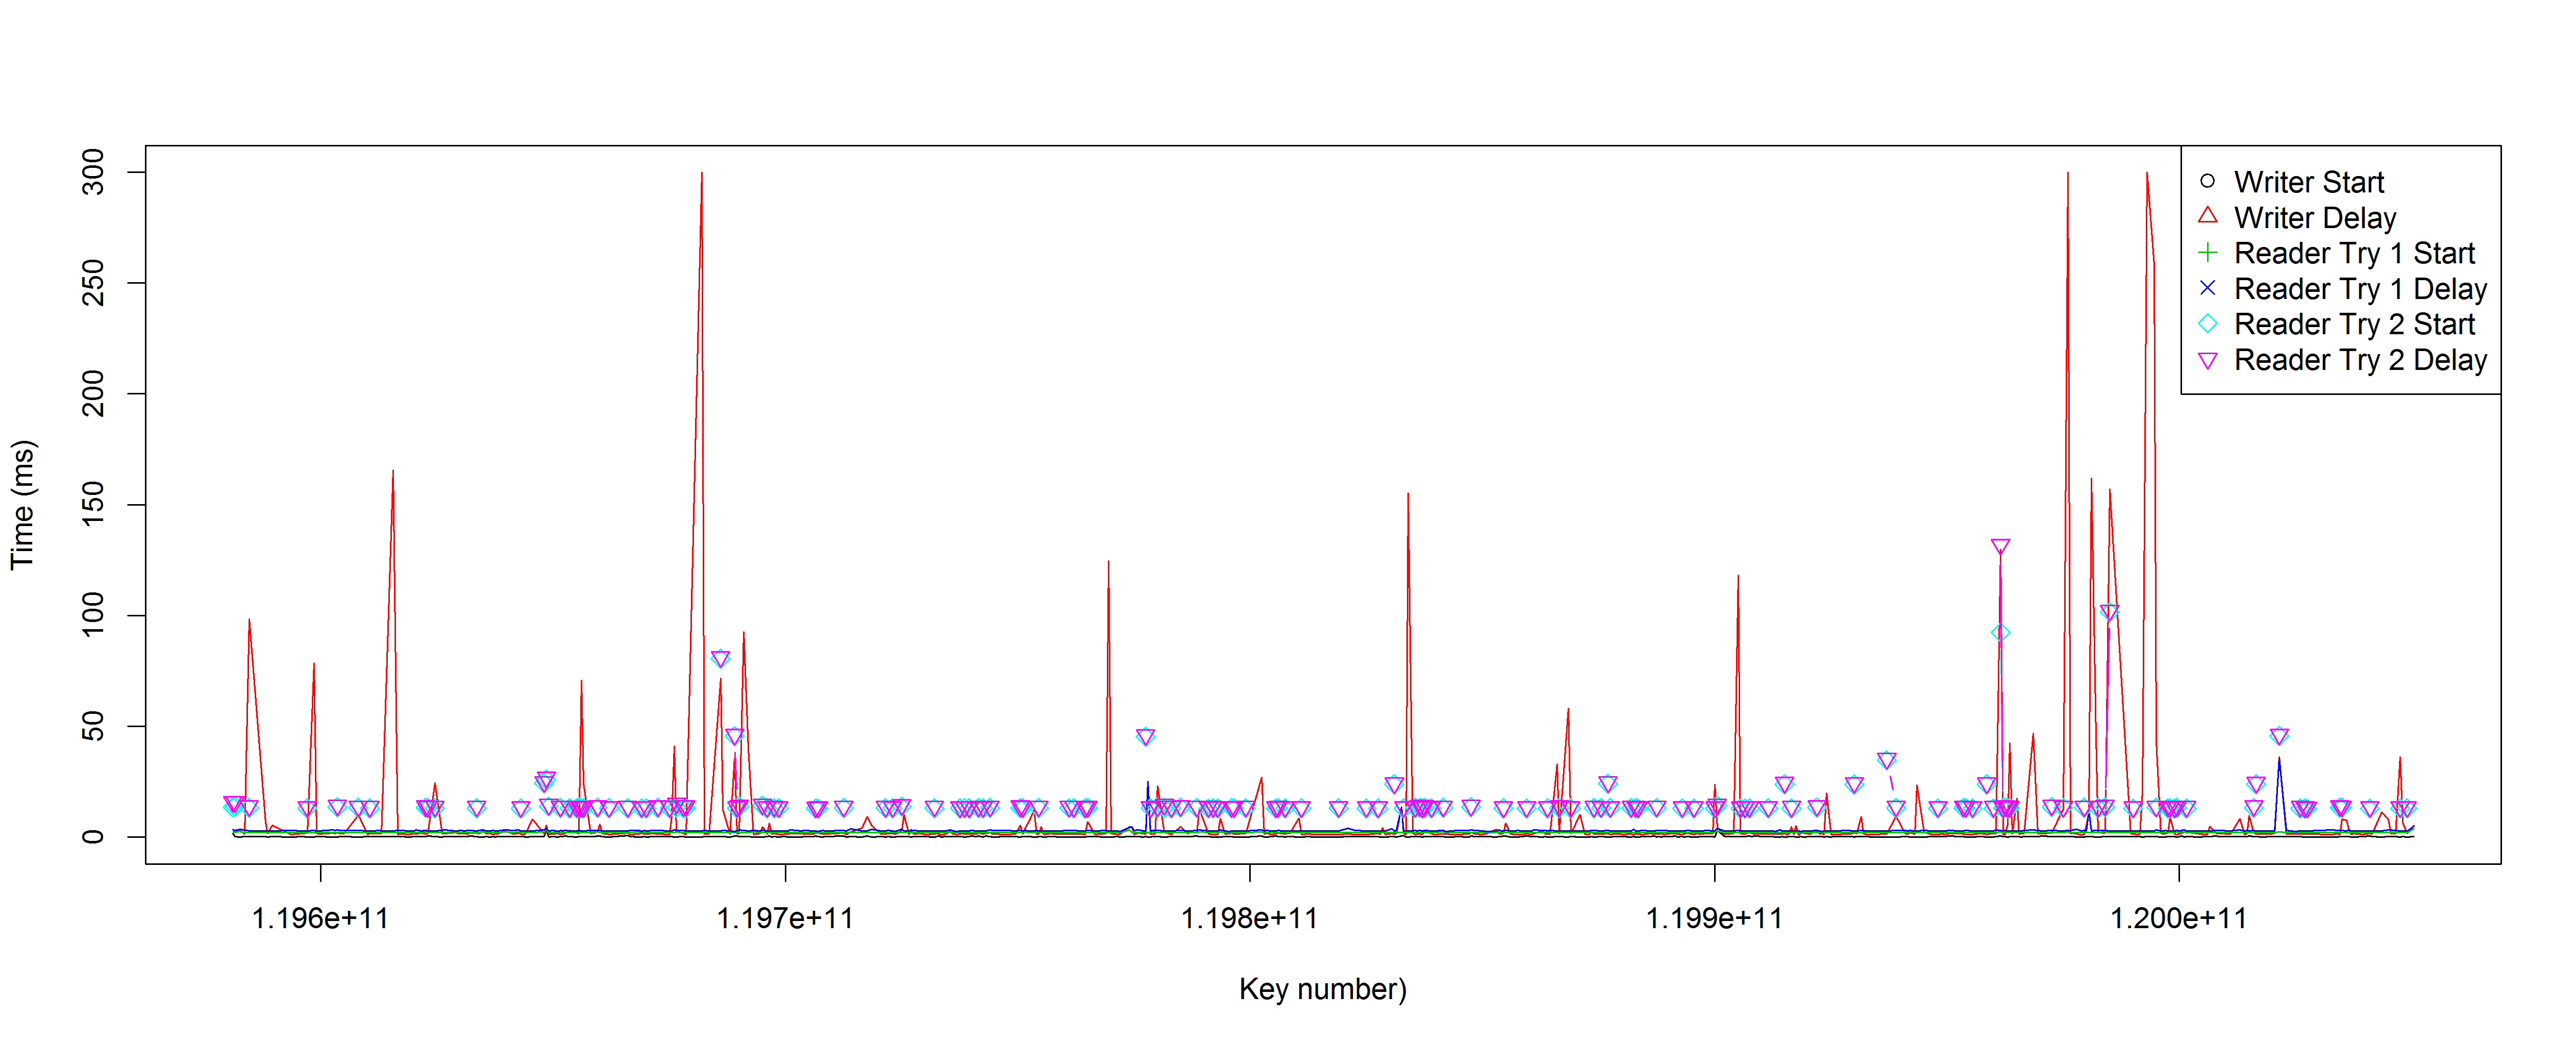 300
250
200
150
100
50
0
Time (ms)
Writer Start
Writer Delay
Reader Try 1 Start
Reader Try 1 Delay
Reader Try 2 Start
Reader Try 2 Delay
1.196e+11 1.197e+11 1.198e+11 1.199e+11 1.200e+11
Key number)